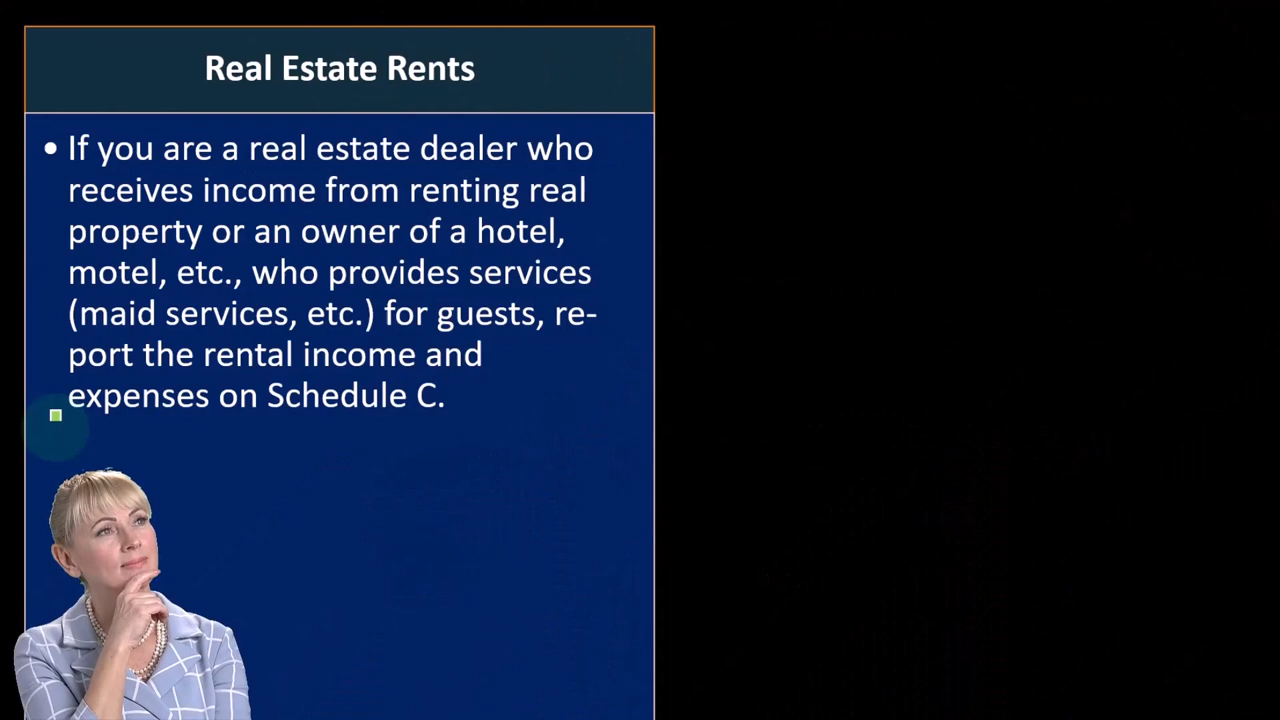 Real Estate Rents
• If you are a real estate dealer who
receives income from renting real
property or an owner of a hotel,
motel, etc., who provides services
(maid services, etc.) for guests, re-
port the rental income and
expenses on Schedule C.